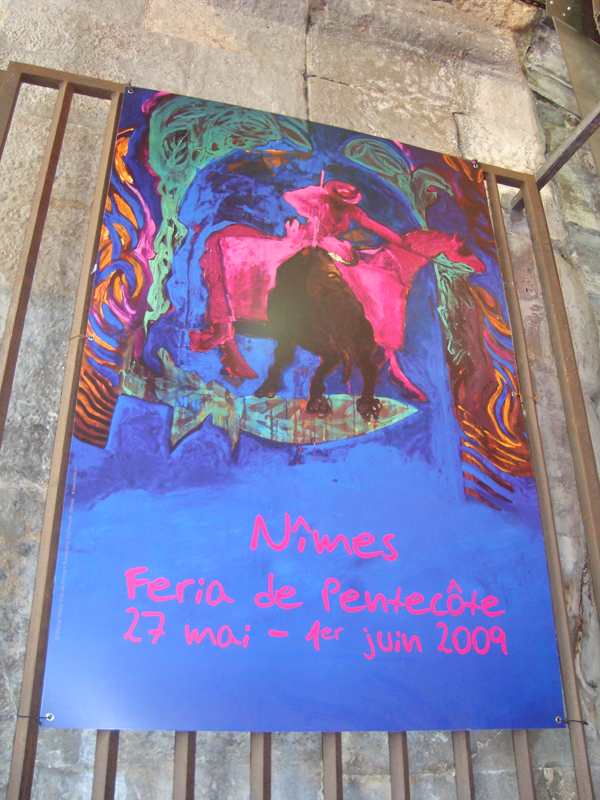 Nîmes
Feria de Pentecôte
27 mai - 1er juin 2009